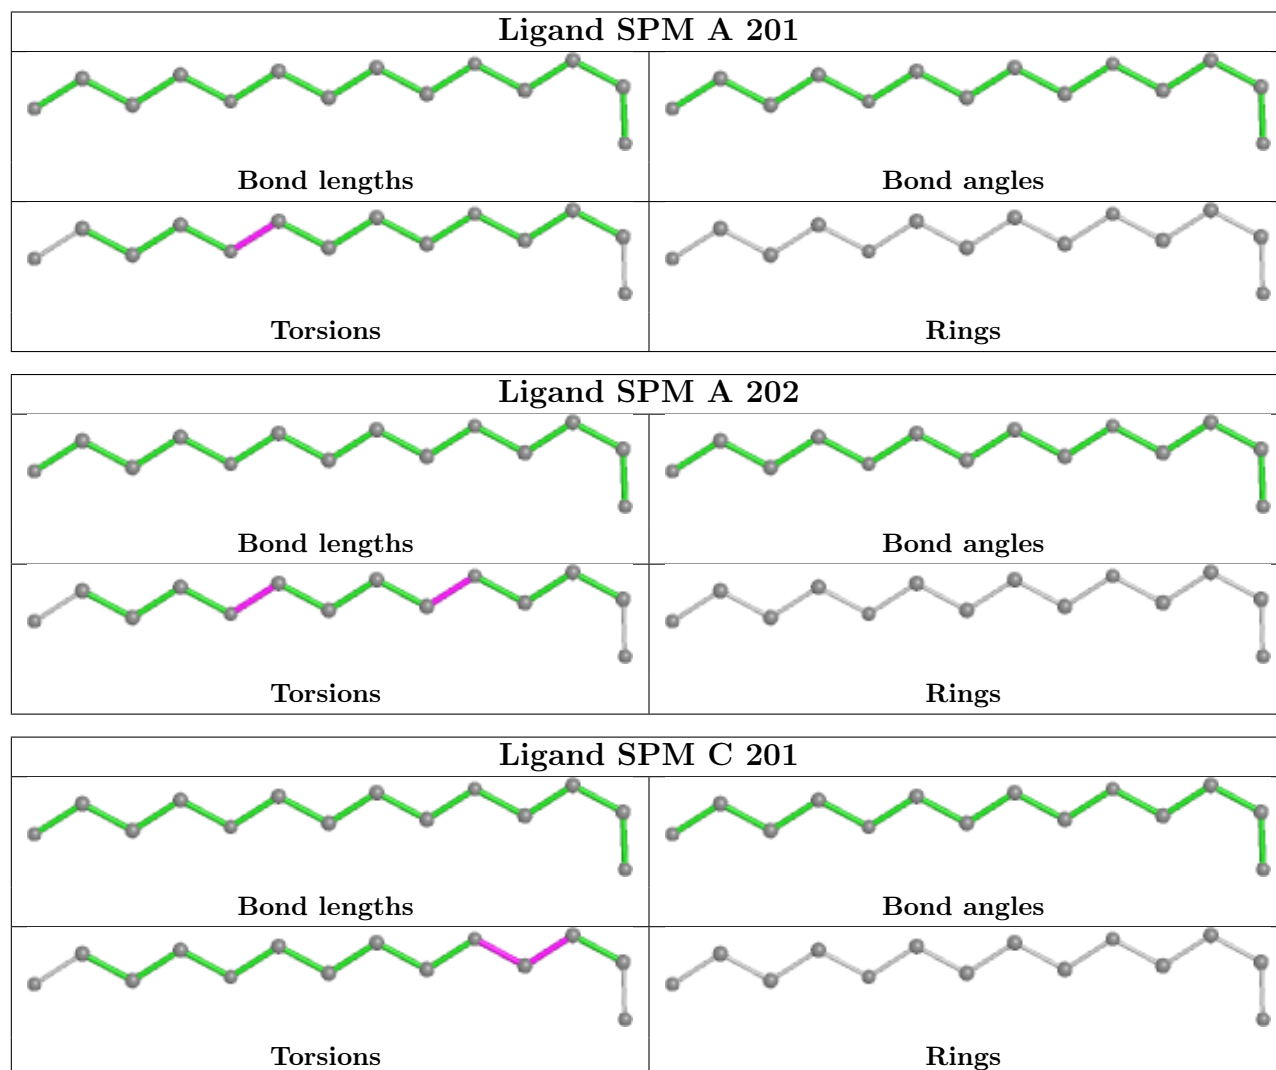 Ligand SPM A 201
Bond lengths
Bond angles
Torsions
Rings
Ligand SPM A 202
Bond lengths
Bond angles
Torsions
Rings
Ligand SPM C 201
Bond lengths
Bond angles
Torsions
Rings